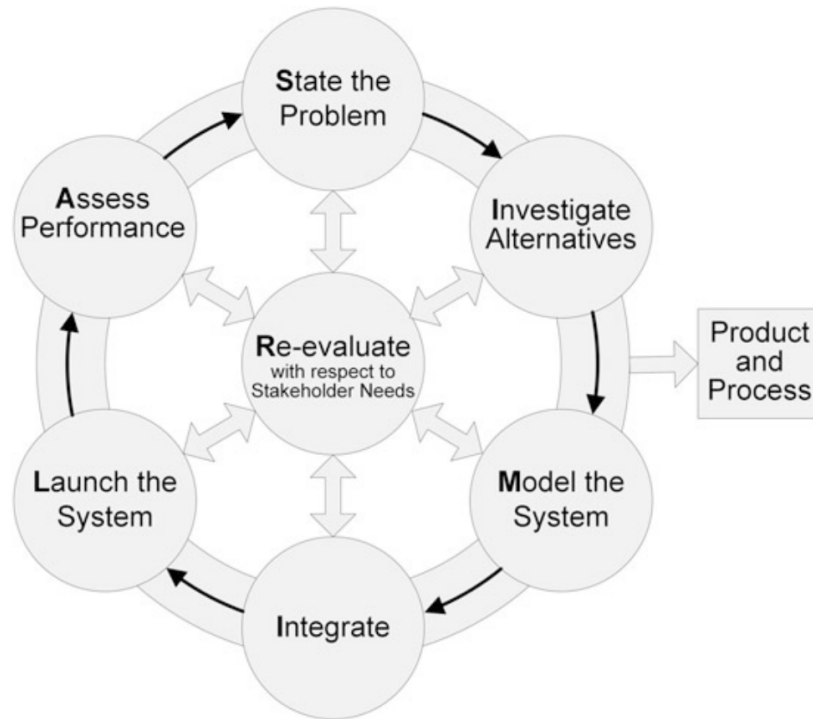 State the
Problem
Investigate
Alternatives
Model the
System
Integrate
Launch the
System
Assess
Performance
Re-evaluate
with respect to
Stakeholder Needs
Product
and
Process